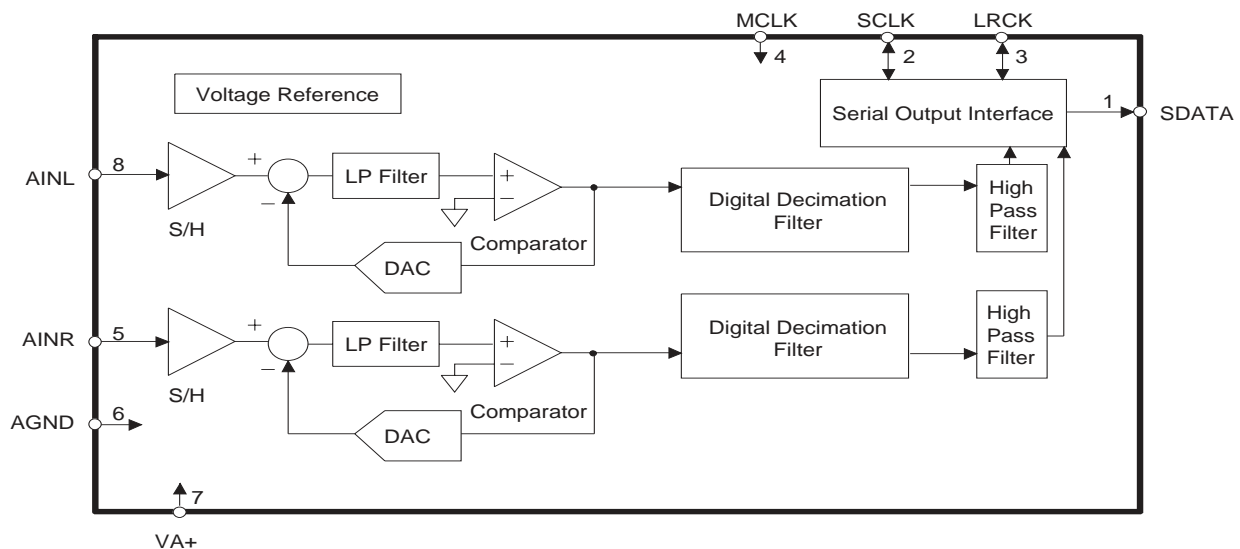 MCLK SCLK LRCK
4 2 3
Voltage Reference
Serial Output Interface
1
SDATA
AINL
8
+
−
S/H
LP Filter
+
−
Comparator
DAC
Digital Decimation
Filter
High
Pass
Filter
AINR
5
+
−
S/H
LP Filter
+
−
Comparator
DAC
Digital Decimation
Filter
High
Pass
Filter
AGND
6
7
VA+